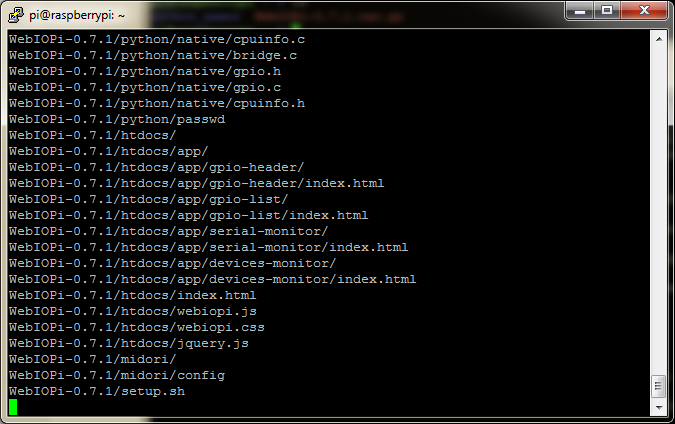 pi@raspberrypi: ~
WebIOPi-0.7.1/python/native/cpuinfo.c
WebIOPi-0.7.1/python/native/bridge.c
WebIOPi-0.7.1/python/native/gpio.h
WebIOPi-0.7.1/python/native/gpio.c
WebIOPi-0.7.1/python/native/cpuinfo.h
WebIOPi-0.7.1/python/passwd
WebIOPi-0.7.1/htdocs/
WebIOPi-0.7.1/htdocs/app/
WebIOPi-0.7.1/htdocs/app/gpio-header/
WebIOPi-0.7.1/htdocs/app/gpio-header/index.html
WebIOPi-0.7.1/htdocs/app/gpio-list/
WebIOPi-0.7.1/htdocs/app/gpio-list/index.html
WebIOPi-0.7.1/htdocs/app/serial-monitor/
WebIOPi-0.7.1/htdocs/app/serial-monitor/index.html
WebIOPi-0.7.1/htdocs/app/devices-monitor/
WebIOPi-0.7.1/htdocs/app/devices-monitor/index.html
WebIOPi-0.7.1/htdocs/index.html
WebIOPi-0.7.1/htdocs/webiopi.js
WebIOPi-0.7.1/htdocs/webiopi.css
WebIOPi-0.7.1/htdocs/jquery.js
WebIOPi-0.7.1/midori/
WebIOPi-0.7.1/midori/config
WebIOPi-0.7.1/setup.sh